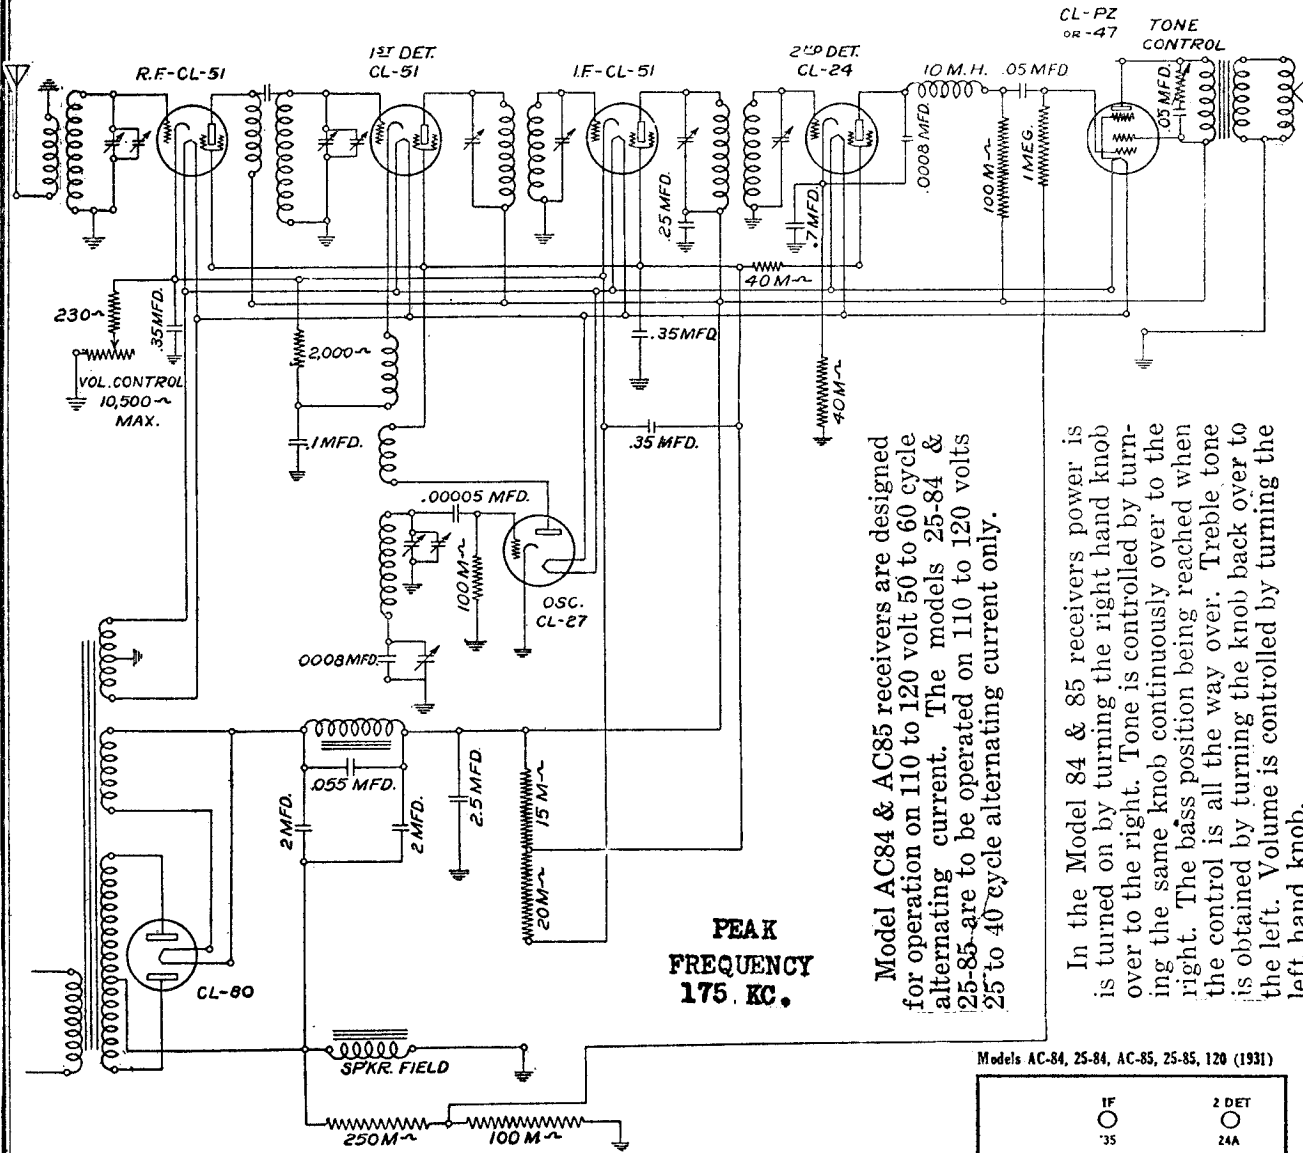 CL-PZ
OR -47
TONE
CONTROL
1ST DET.
CL-51
2ND DET.
CL-24
R.F.-CL-51
I.F-CL-51
10 M.H.
.05 MFD
.05 MFD.
.0008 MFD.
100 M~
1 MEG.
.25 MFD.
.7 MFD.
40 M~
230~
.35 MFD.
2,000~
.35 MFD
VOL. CONTROL
10,500~
MAX.
40 M~
.1 MFD.
.35 MFD.
.00005 MFD.
100 M~
OSC.
CL-27
.0008 MFD.
.055 MFD.
2 MFD.
2 MFD.
2.5 MFD.
15 M~
20 M~
CL-80
SP'KR. FIELD
250 M~
100 M~
PEAK
FREQUENCY
175. KC.
Model AC84 & AC85 receivers are designed
for operation on 110 to 120 volt 50 to 60 cycle
alternating current. The models 25-84 &
25-85 are to be operated on 110 to 120 volts
25 to 40 cycle alternating current only.
In the Model 84 & 85 receivers power is
is turned on by turning the right hand knob
over to the right. Tone is controlled by turn-
ing the same knob continuously over to the
right. The bass position being reached when
the control is all the way over. Treble tone
is obtained by turning the knob back over to
the left. Volume is controlled by turning the
left hand knob.
Models AC-84, 25-84, AC-85, 25-85, 120 (1931)
IF
'35
2 DET
24A